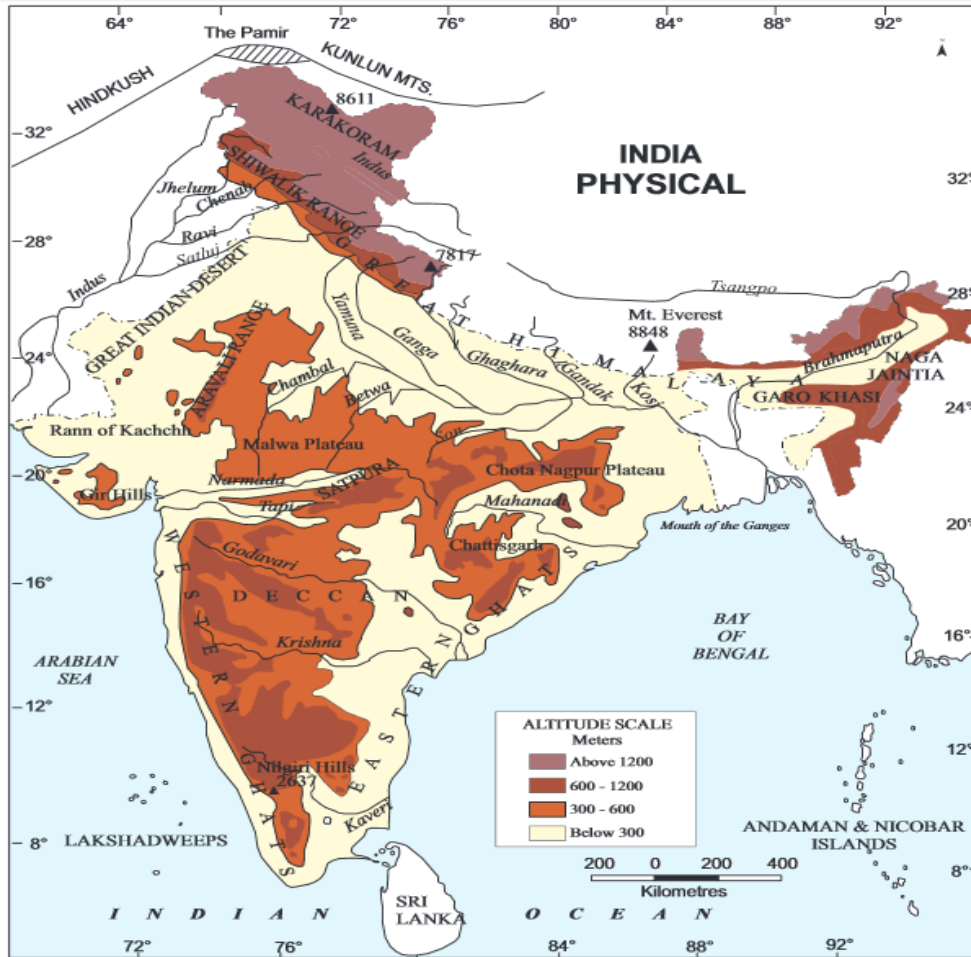 64°
72°
76°
80°
84°
88°
92°
The Pamir
KUNLUN MTS.
HINDKUSH
8611
KARAKORAM
32°
Indus
INDIA
PHYSICAL
32°
SHIWALIK RANGE
Jhelum
Chenab
Ravi
Satluj
28°
7817
Indus
Tsangpo
28°
GREAT HIMALAYA
GREAT INDIAN DESERT
Yamuna
Ganga
Ghaghara
Gandak
Kosi
Mt. Everest
8848
Brahmaputra
NAGA
JAINTIA
GARO KHASI
24°
24°
ARAVALI RANGE
Chambal
Betwa
Son
Rann of Kachchh
Malwa Plateau
Chota Nagpur Plateau
20°
Narmada
SATPURA
Gir Hills
Tapi
Mahanadi
Mouth of the Ganges
20°
Chattisgarh
Godavari
16°
DECCAN
WESTERN GHATS
EASTERN GHATS
Krishna
BAY
OF
BENGAL
16°
ARABIAN
SEA
12°
12°
Nilgiri Hills
2637
Kaveri
ALTITUDE SCALE
Meters
Above 1200
600 - 1200
300 - 600
Below 300
8°
LAKSHADWEEPS
ANDAMAN & NICOBAR
ISLANDS
8°
200 0 200 400
Kilometres
SRI
LANKA
INDIAN OCEAN
72°
76°
84°
88°
92°